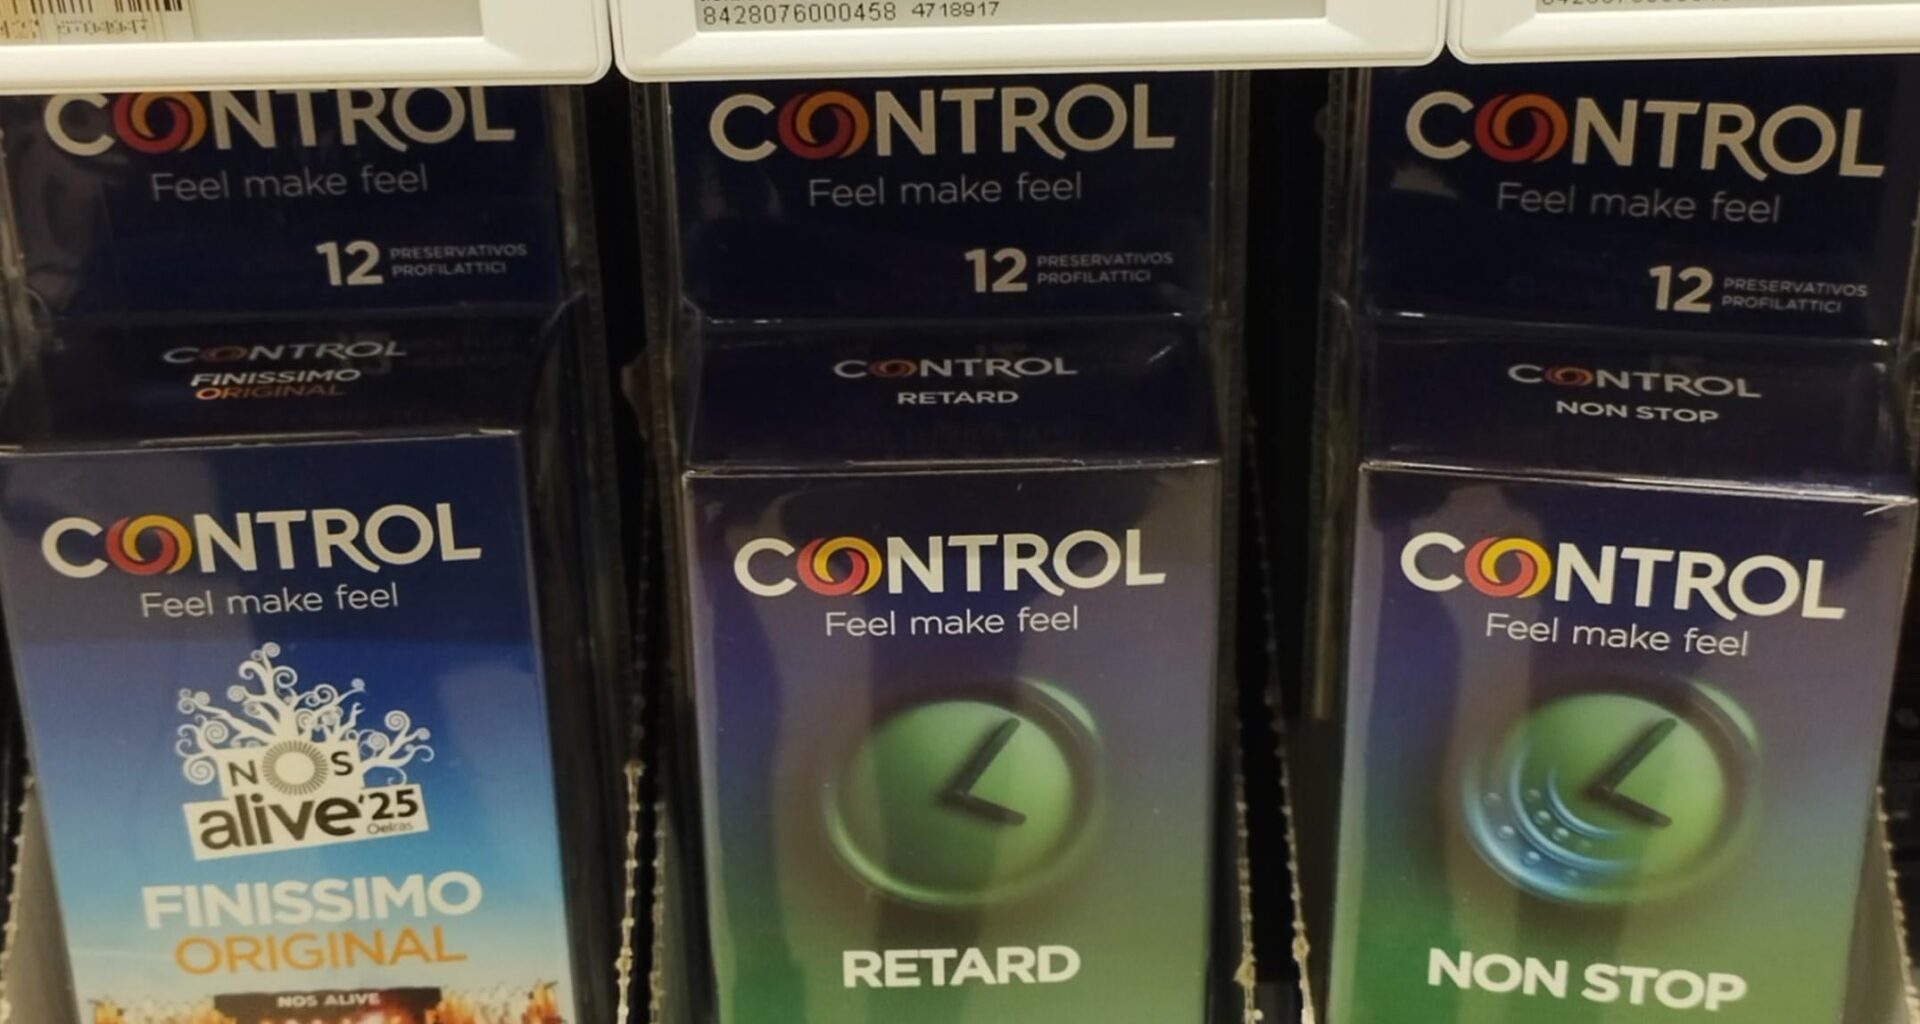 8428076000458 4718917
CONTROL
Feel make feel
12 PRESERVATIVOS
PROFILATTICI
CONTROL
FINISSIMO
ORIGINAL
CONTROL
Feel make feel
NOS
alive'25
Oeiras
FINISSIMO
ORIGINAL
NOS ALIVE
CONTROL
Feel make feel
12 PRESERVATIVOS
PROFILATTICI
CONTROL
RETARD
CONTROL
Feel make feel
RETARD
CONTROL
Feel make feel
12 PRESERVATIVOS
PROFILATTICI
CONTROL
NON STOP
CONTROL
Feel make feel
NON STOP